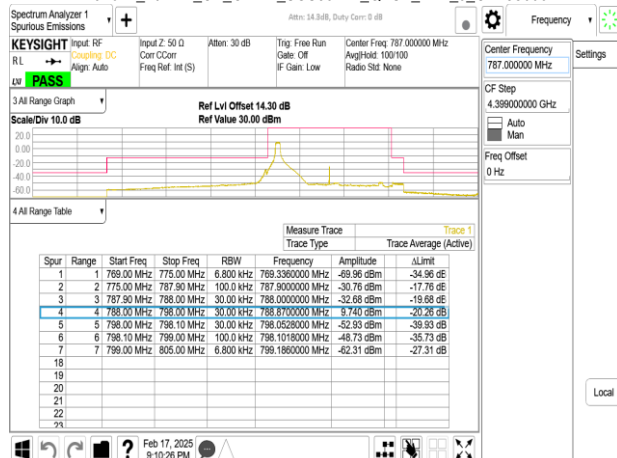 Spectrum Analyzer 1
Spurious Emissions
Attn: 14.3dB, Duty Corr: 0 dB
Frequency
KEYSIGHT
RL
Input: RF
Coupling: DC
Align: Auto
Input Z: 50 Ω
Corr CCorr
Freq Ref: Int (S)
Atten: 30 dB
Trig: Free Run
Gate: Off
IF Gain: Low
Center Freq: 787.000000 MHz
Avg|Hold: 100/100
Radio Std: None
PASS
Center Frequency
787.000000 MHz
Settings
CF Step
4.399000000 GHz
Auto
Man
Freq Offset
0 Hz
Local
3 All Range Graph
Scale/Div 10.0 dB
Ref Lvl Offset 14.30 dB
Ref Value 30.00 dBm
20.0
0.00
-20.0
-40.0
-60.0
4 All Range Table
Measure Trace Trace 1
Trace Type Trace Average (Active)
Spur Range Start Freq Stop Freq RBW Frequency Amplitude ΔLimit
1 1 769.00 MHz 775.00 MHz 6.800 kHz 769.3360000 MHz -69.96 dBm -34.96 dB
2 2 775.00 MHz 787.90 MHz 100.0 kHz 787.9000000 MHz -30.76 dBm -17.76 dB
3 3 787.90 MHz 788.00 MHz 30.00 kHz 788.0000000 MHz -32.68 dBm -19.68 dB
4 4 788.00 MHz 798.00 MHz 30.00 kHz 788.8700000 MHz 9.740 dBm -20.26 dB
5 5 798.00 MHz 798.10 MHz 30.00 kHz 798.0528000 MHz -52.93 dBm -39.93 dB
6 6 798.10 MHz 799.00 MHz 100.0 kHz 798.1018000 MHz -48.73 dBm -35.73 dB
7 7 799.00 MHz 805.00 MHz 6.800 kHz 799.1860000 MHz -62.31 dBm -27.31 dB
18
19
20
21
22
23
Feb 17, 2025
9:10:26 PM